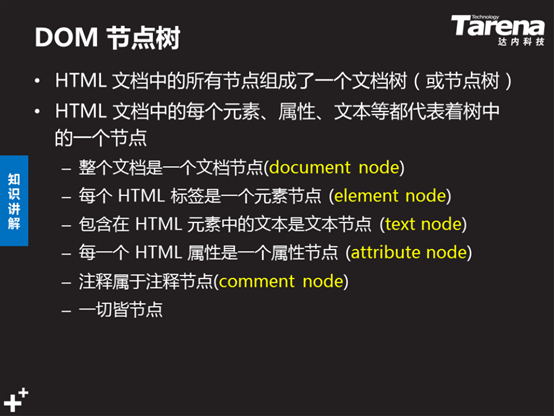 DOM 节点树
Technology
Tarena
达内科技
• HTML 文档中的所有节点组成了一个文档树（或节点树）
• HTML 文档中的每个元素、属性、文本等都代表着树中
的一个节点
– 整个文档是一个文档节点(document node)
– 每个 HTML 标签是一个元素节点 (element node)
– 包含在 HTML 元素中的文本是文本节点 (text node)
– 每一个 HTML 属性是一个属性节点 (attribute node)
– 注释属于注释节点(comment node)
– 一切皆节点
知
识
讲
解